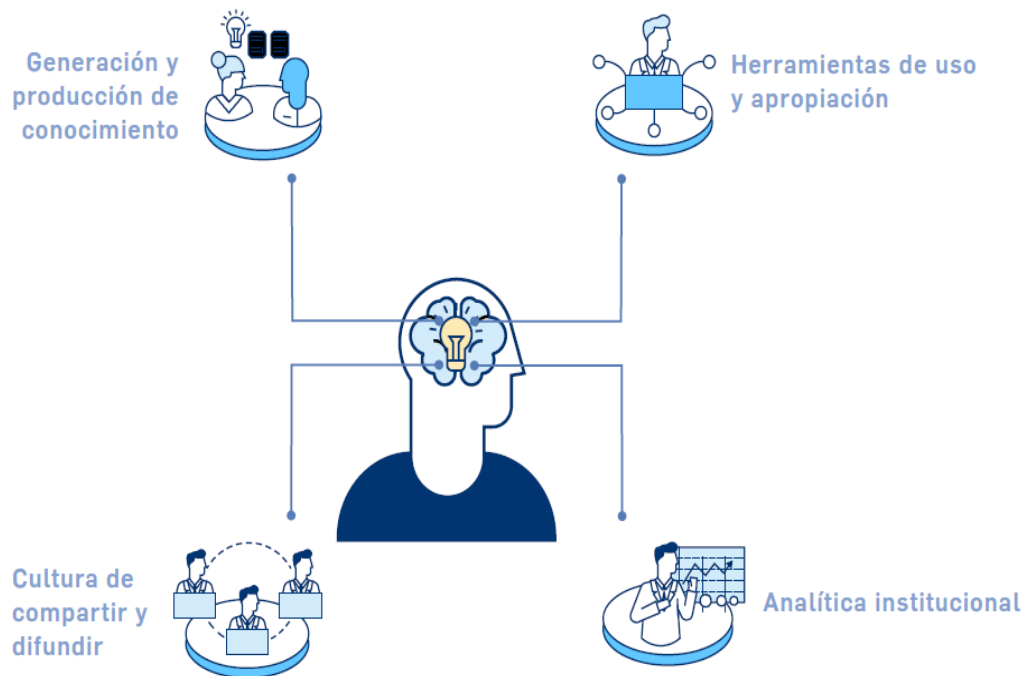 Generación y
producción de
conocimiento
Herramientas de uso
y apropiación
Cultura de
compartir y
difundir
Analítica institucional